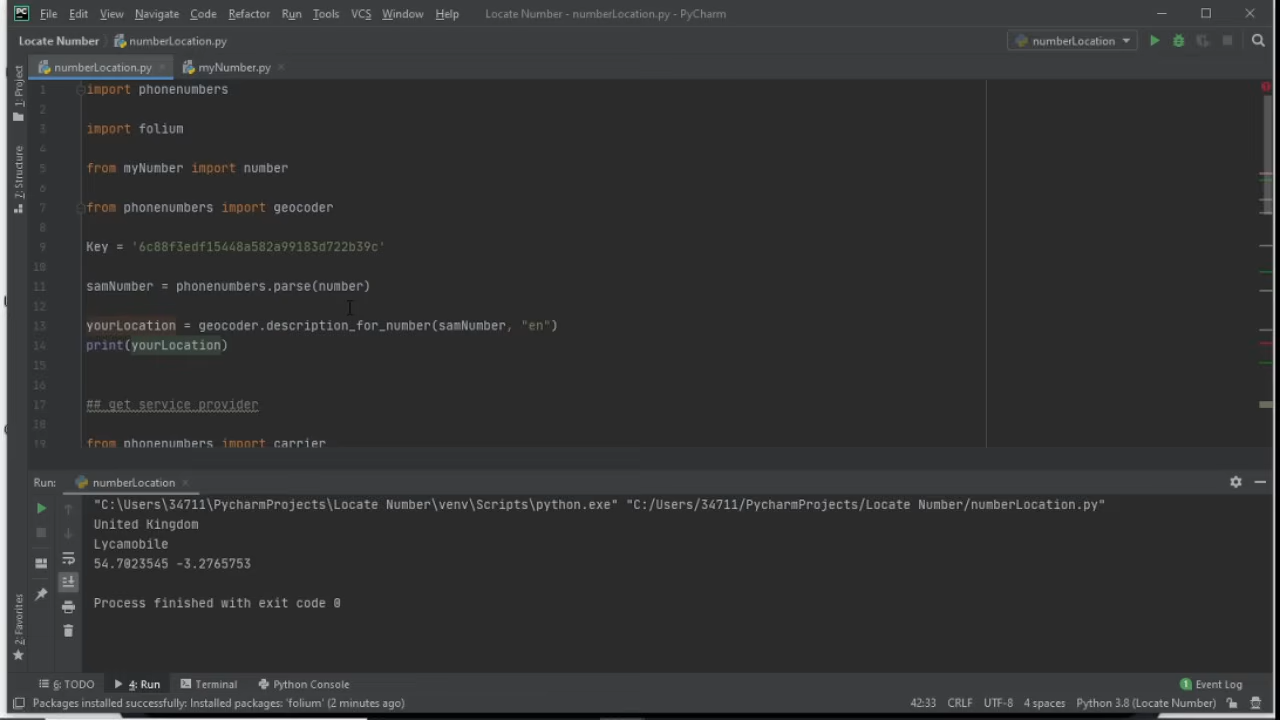 File Edit View Navigate Code Refactor Run Tools VCS Window Help Locate Number - numberLocation.py - PyCharm
Locate Number numberLocation.py numberLocation
numberLocation.py myNumber.py
1: Project
7: Structure
2: Favorites
1 import phonenumbers
2
3 import folium
4
5 from myNumber import number
6
7 from phonenumbers import geocoder
8
9 Key = '6c88f3edf15448a582a99183d722b39c'
10
11 samNumber = phonenumbers.parse(number)
12
13 yourLocation = geocoder.description_for_number(samNumber, "en")
14 print(yourLocation)
15
16
17 ## get service provider
18
19 from phonenumbers import carrier
Run: numberLocation
"C:\Users\34711\PycharmProjects\Locate Number\venv\Scripts\python.exe" "C:/Users/34711/PycharmProjects/Locate Number/numberLocation.py"
United Kingdom
Lycamobile
54.7023545 -3.2765753
Process finished with exit code 0
6: TODO 4: Run Terminal Python Console 1 Event Log
Packages installed successfully: Installed packages: 'folium' (2 minutes ago) 42:33 CRLF UTF-8 4 spaces Python 3.8 (Locate Number)